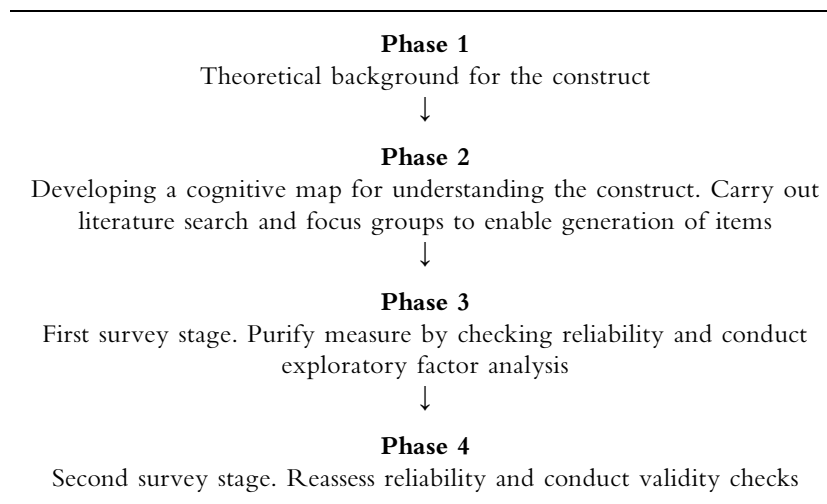 Phase 1
Theoretical background for the construct
↓
Phase 2
Developing a cognitive map for understanding the construct. Carry out
literature search and focus groups to enable generation of items
↓
Phase 3
First survey stage. Purify measure by checking reliability and conduct
exploratory factor analysis
↓
Phase 4
Second survey stage. Reassess reliability and conduct validity checks